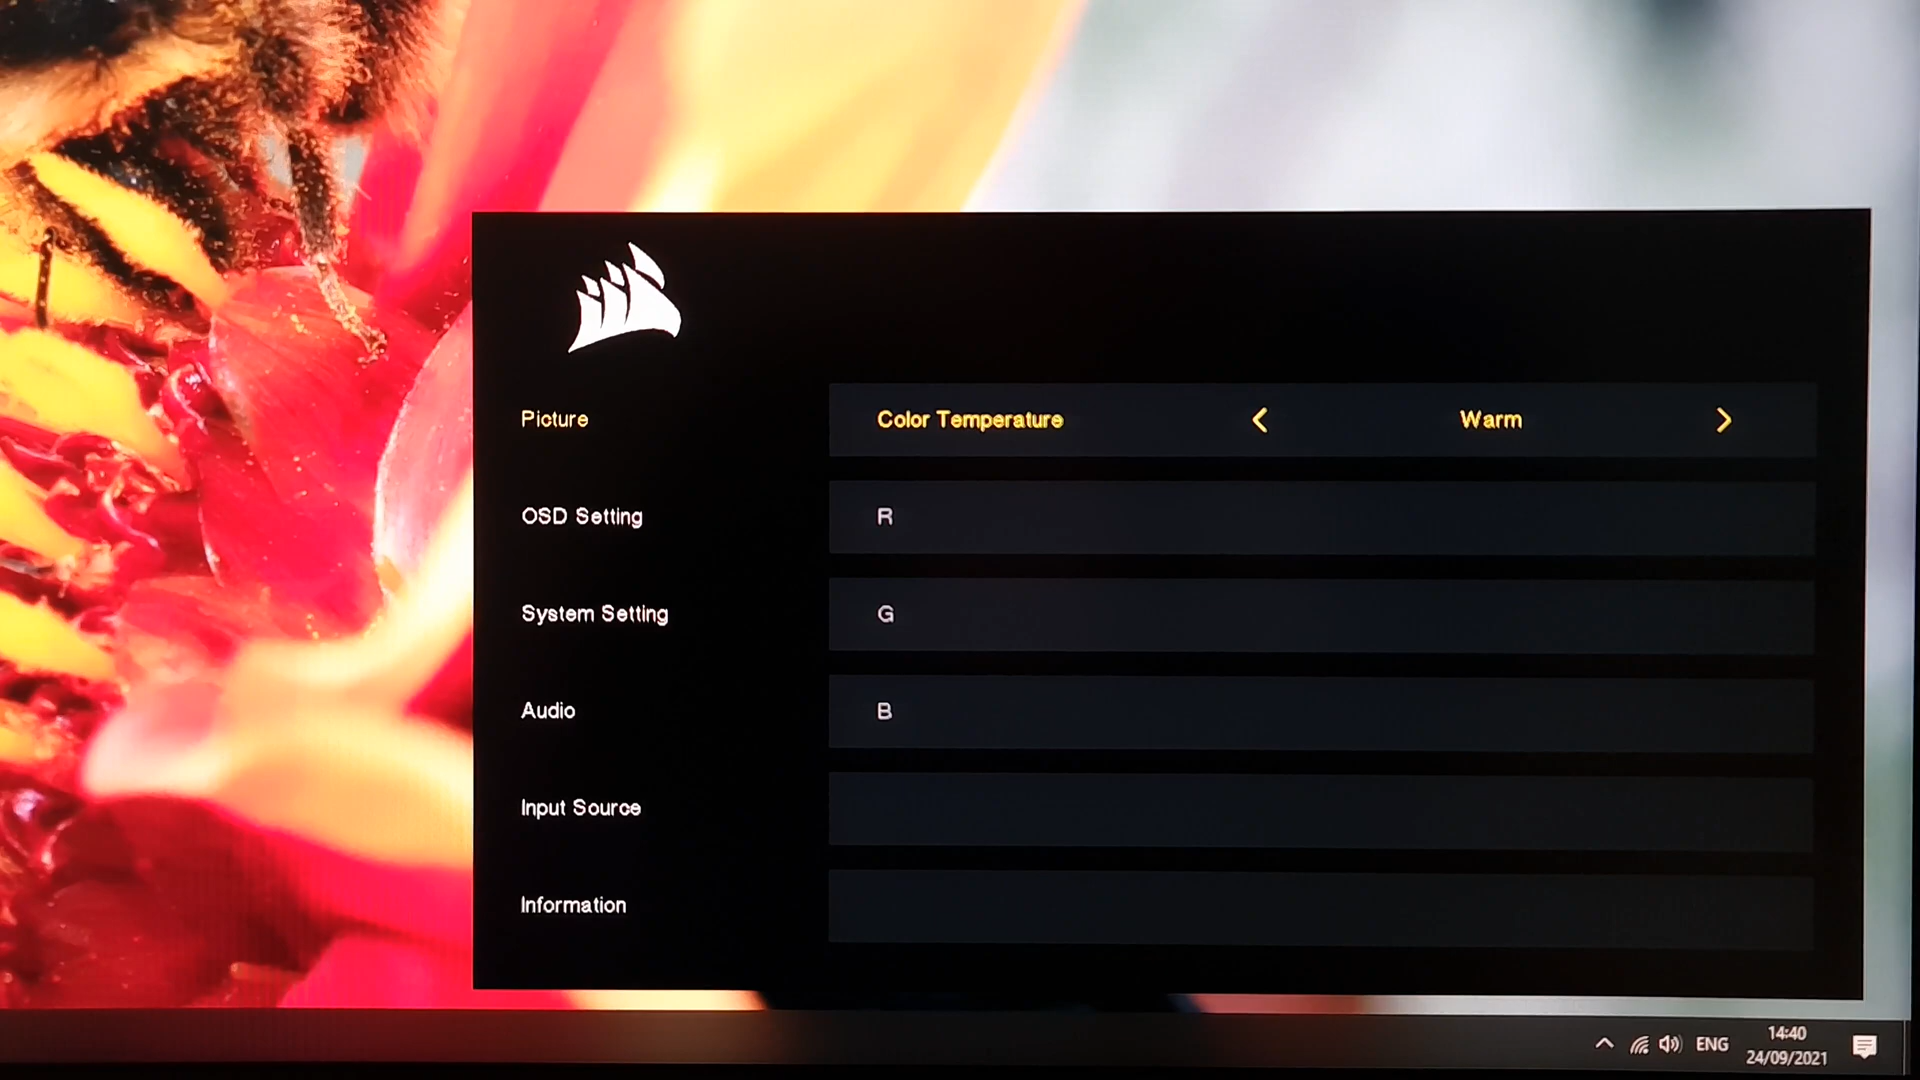 Picture
Color Temperature < Warm >
OSD Setting
R
System Setting
G
Audio
B
Input Source
Information
ENG
14:40
24/09/2021